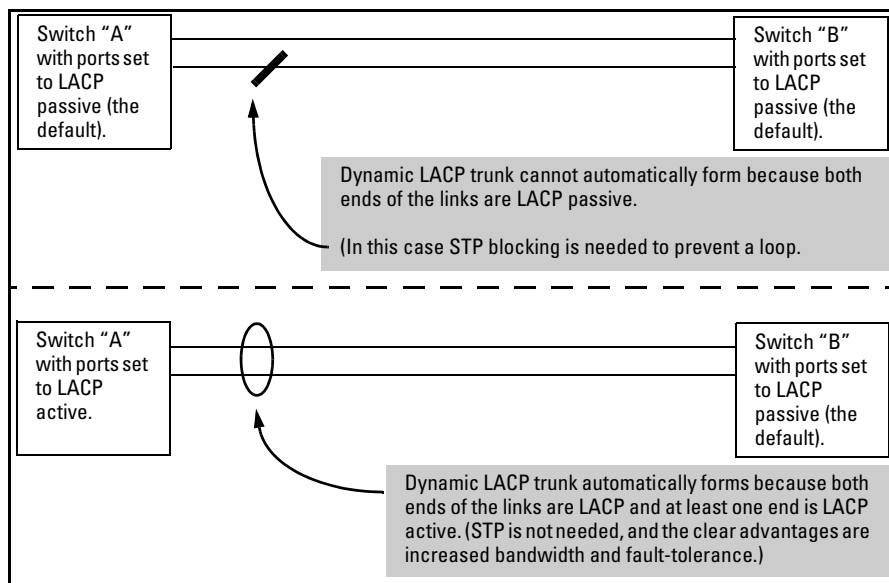 Switch “A”
with ports set
to LACP
passive (the
default).
Switch “B”
with ports set
to LACP
passive (the
default).
Dynamic LACP trunk cannot automatically form because both
ends of the links are LACP passive.
(In this case STP blocking is needed to prevent a loop.
Switch “A”
with ports set
to LACP
active.
Switch “B”
with ports set
to LACP
passive (the
default).
Dynamic LACP trunk automatically forms because both
ends of the links are LACP and at least one end is LACP
active. (STP is not needed, and the clear advantages are
increased bandwidth and fault-tolerance.)